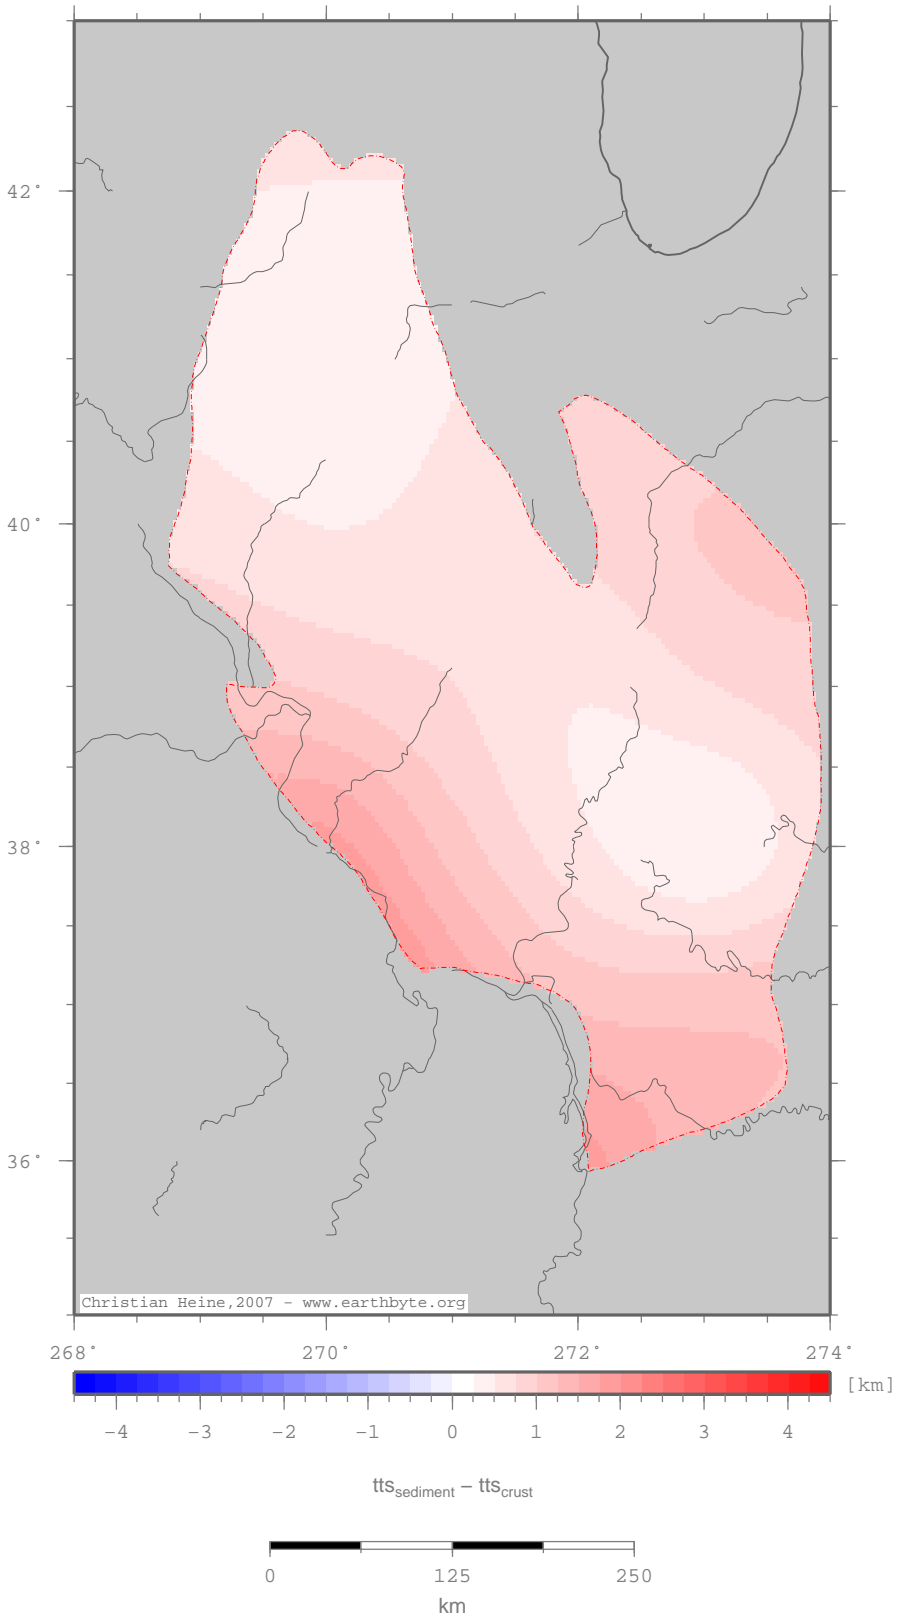 42°
40°
38°
36°
Christian Heine,2007 - www.earthbyte.org
268° 270° 272° 274°
[km]
−4 −3 −2 −1 0 1 2 3 4
tts_sediment − tts_crust
0 125 250
km